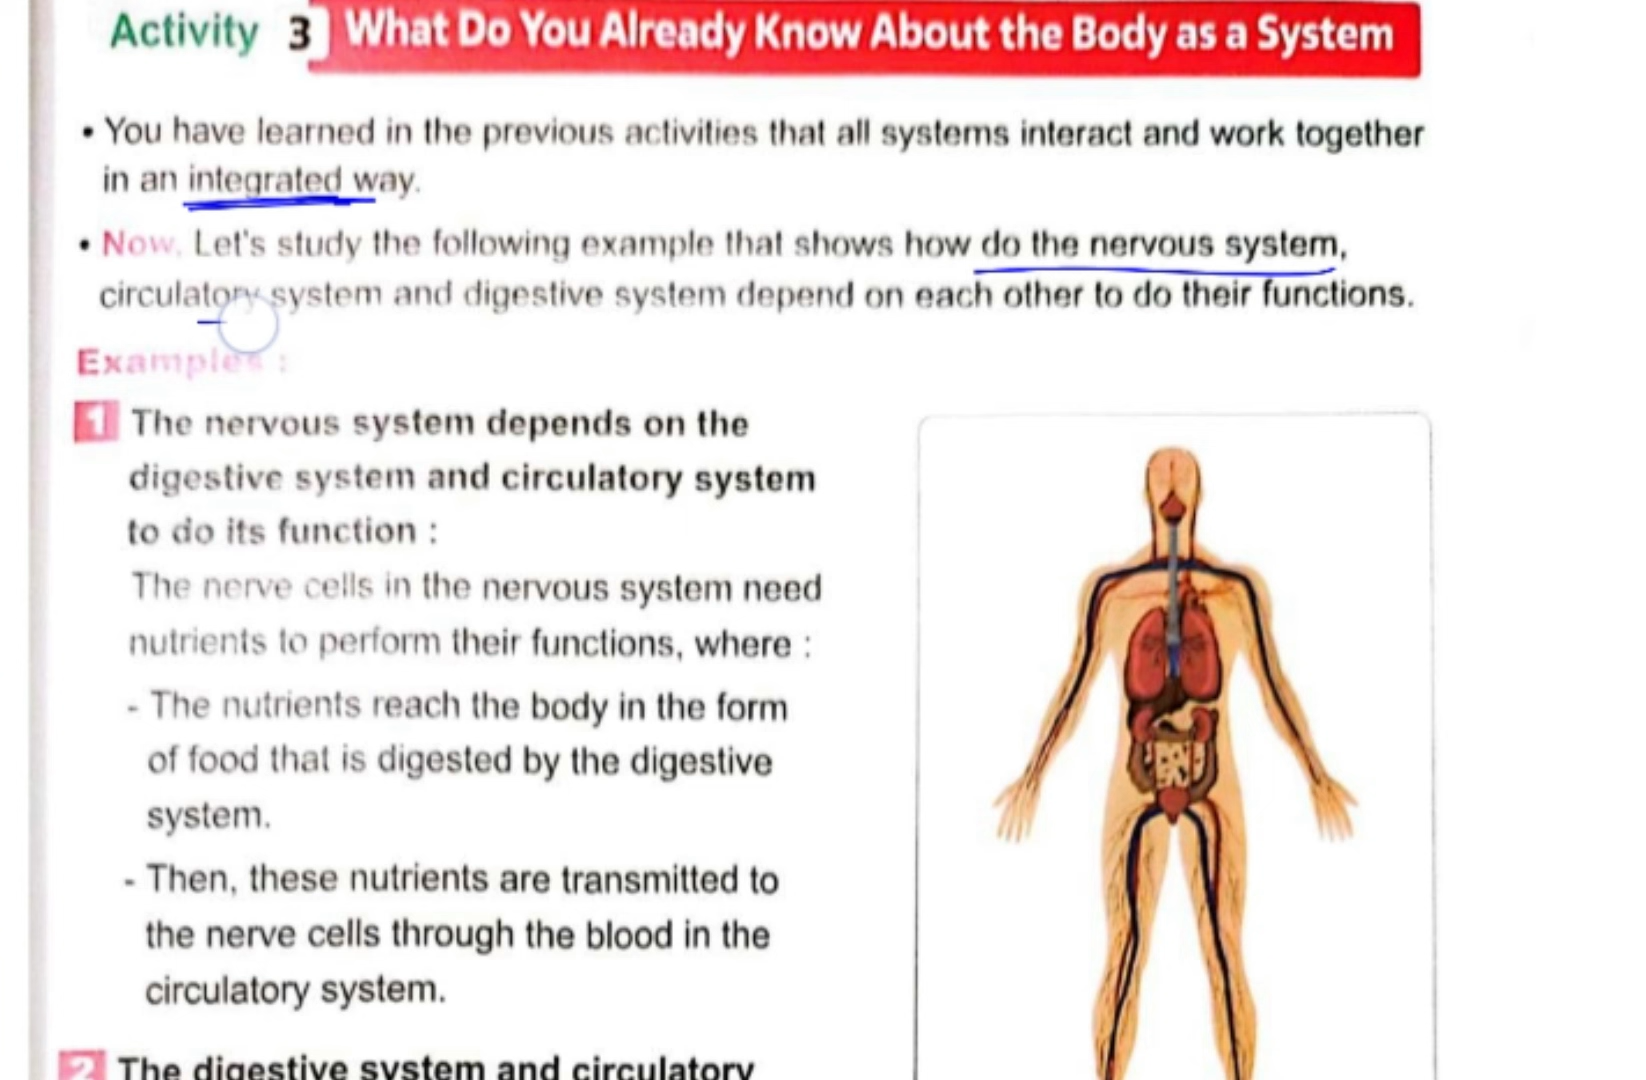 Activity 3 What Do You Already Know About the Body as a System
• You have learned in the previous activities that all systems interact and work together
in an integrated way.
• Now, Let's study the following example that shows how do the nervous system,
circulatory system and digestive system depend on each other to do their functions.
Examples :
1 The nervous system depends on the
digestive system and circulatory system
to do its function :
The nerve cells in the nervous system need
nutrients to perform their functions, where :
- The nutrients reach the body in the form
of food that is digested by the digestive
system.
- Then, these nutrients are transmitted to
the nerve cells through the blood in the
circulatory system.
2 The digestive system and circulatory